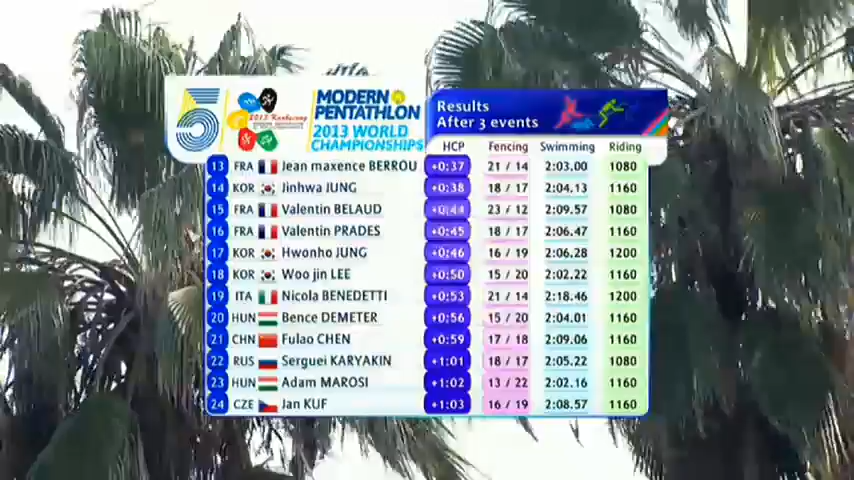 5
2013 Kaohsiung
MODERN
PENTATHLON
2013 WORLD
CHAMPIONSHIPS
Results
After 3 events
HCP Fencing Swimming Riding
13 FRA Jean maxence BERROU +0:37 21 / 14 2:03.00 1080
14 KOR Jinhwa JUNG +0:38 18 / 17 2:04.13 1160
15 FRA Valentin BELAUD +0:44 23 / 12 2:09.57 1080
16 FRA Valentin PRADES +0:45 18 / 17 2:06.47 1160
17 KOR Hwonho JUNG +0:46 16 / 19 2:06.28 1200
18 KOR Woo jin LEE +0:50 15 / 20 2:02.22 1160
19 ITA Nicola BENEDETTI +0:53 21 / 14 2:18.46 1200
20 HUN Bence DEMETER +0:56 15 / 20 2:04.01 1160
21 CHN Fulao CHEN +0:59 17 / 18 2:09.06 1160
22 RUS Serguei KARYAKIN +1:01 18 / 17 2:05.22 1080
23 HUN Adam MAROSI +1:02 13 / 22 2:02.16 1160
24 CZE Jan KUF +1:03 16 / 19 2:08.57 1160